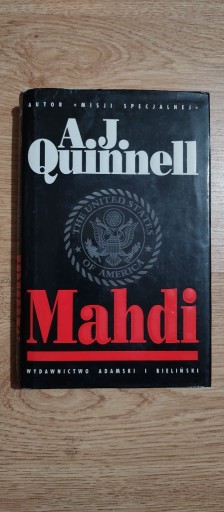 AUTOR "MISJI SPECJALNEJ"
A.J.
Quinnell
THE UNITED STATES
OF AMERICA
Mahdi
WYDAWNICTWO ADAMSKI I BIELIŃSKI